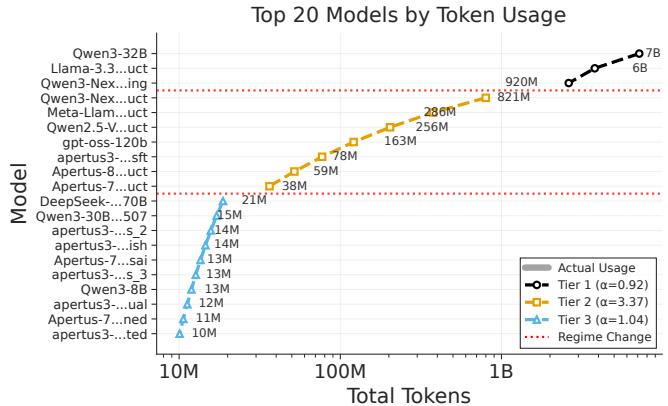 Top 20 Models by Token Usage
Model
Qwen3-32B
7B
Llama-3.3...uct
6B
Qwen3-Nex...ing
920M
Qwen3-Nex...uct
821M
Meta-Llam...uct
286M
Qwen2.5-V...uct
256M
gpt-oss-120b
163M
apertus3-...sft
78M
Apertus-8...uct
59M
Apertus-7...uct
38M
DeepSeek-...70B
21M
Qwen3-30B...507
15M
apertus3-...s_2
14M
apertus3-...ish
14M
Apertus-7...sai
13M
apertus3-...s_3
13M
Qwen3-8B
13M
apertus3-...ual
12M
Apertus-7...ned
11M
apertus3-...ted
10M
Actual Usage
Tier 1 (α=0.92)
Tier 2 (α=3.37)
Tier 3 (α=1.04)
Regime Change
10M 100M 1B
Total Tokens